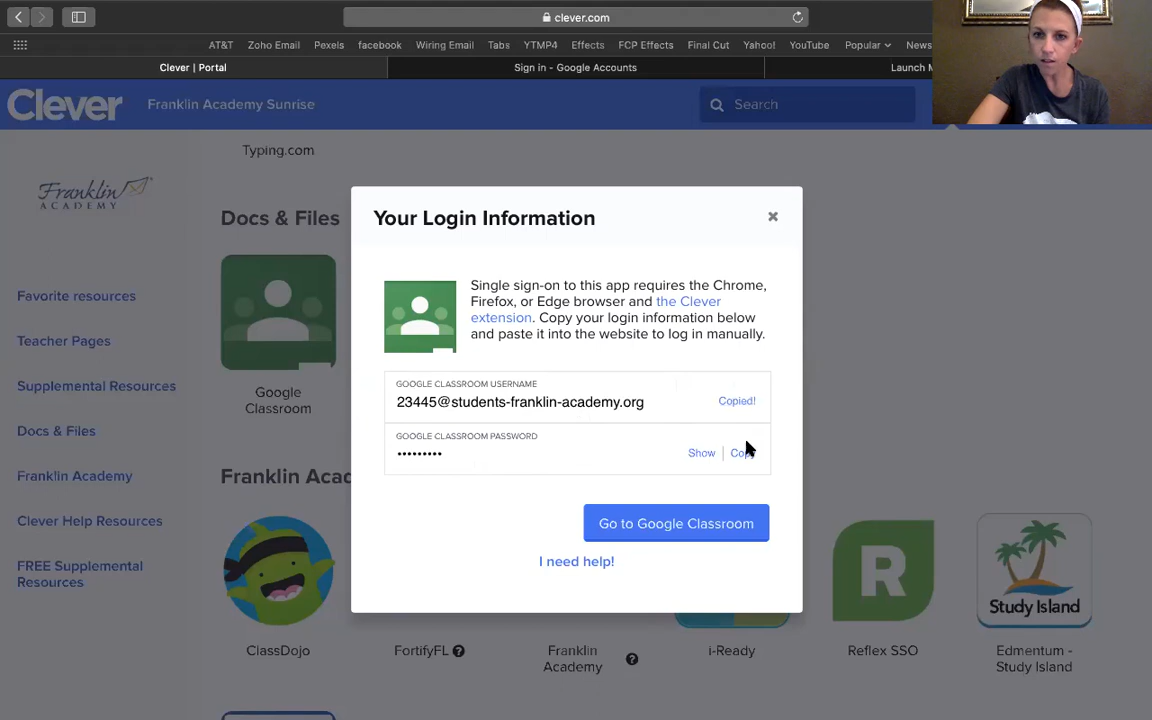 clever.com
AT&T Zoho Email Pexels facebook Wiring Email Tabs YTMP4 Effects FCP Effects Final Cut Yahoo! YouTube Popular News
Clever | Portal
Sign in - Google Accounts
Launch M
Clever
Franklin Academy Sunrise
Search
Typing.com
Franklin
ACADEMY
Docs & Files
Favorite resources
Teacher Pages
Supplemental Resources
Docs & Files
Franklin Academy
Clever Help Resources
FREE Supplemental
Resources
Google
Classroom
Franklin Acad
Your Login Information
Single sign-on to this app requires the Chrome,
Firefox, or Edge browser and the Clever
extension. Copy your login information below
and paste it into the website to log in manually.
GOOGLE CLASSROOM USERNAME
23445@students-franklin-academy.org
Copied!
GOOGLE CLASSROOM PASSWORD
•••••••••
Show | Copy
Go to Google Classroom
I need help!
R
Study Island
ClassDojo
FortifyFL ?
Franklin
Academy ?
i-Ready
Reflex SSO
Edmentum -
Study Island